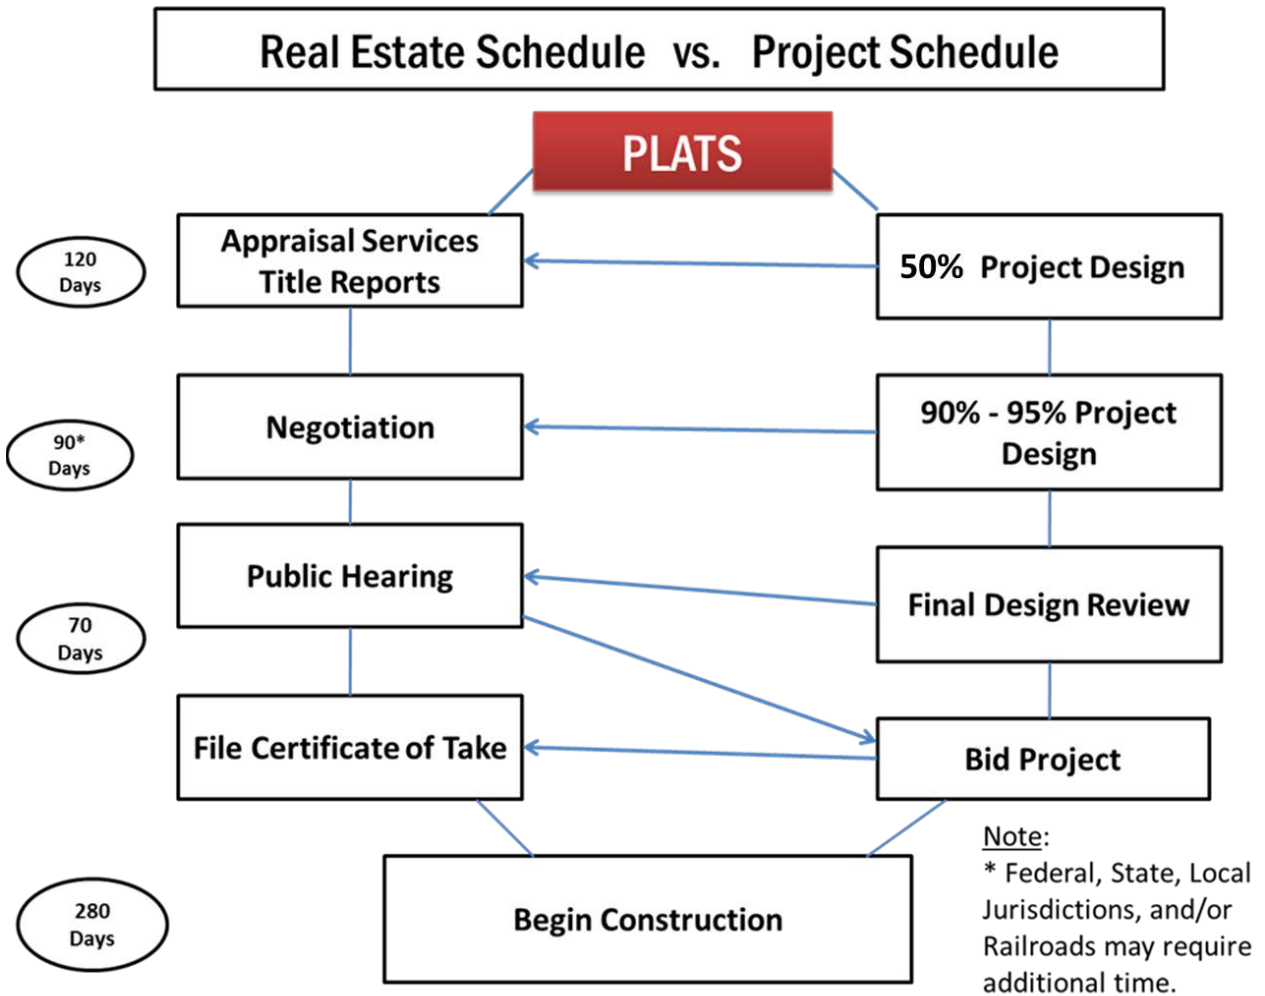 Real Estate Schedule vs. Project Schedule
PLATS
120
Days
Appraisal Services
Title Reports
50% Project Design
90*
Days
Negotiation
90% - 95% Project
Design
Public Hearing
Final Design Review
70
Days
File Certificate of Take
Bid Project
280
Days
Begin Construction
Note:
* Federal, State, Local
Jurisdictions, and/or
Railroads may require
additional time.